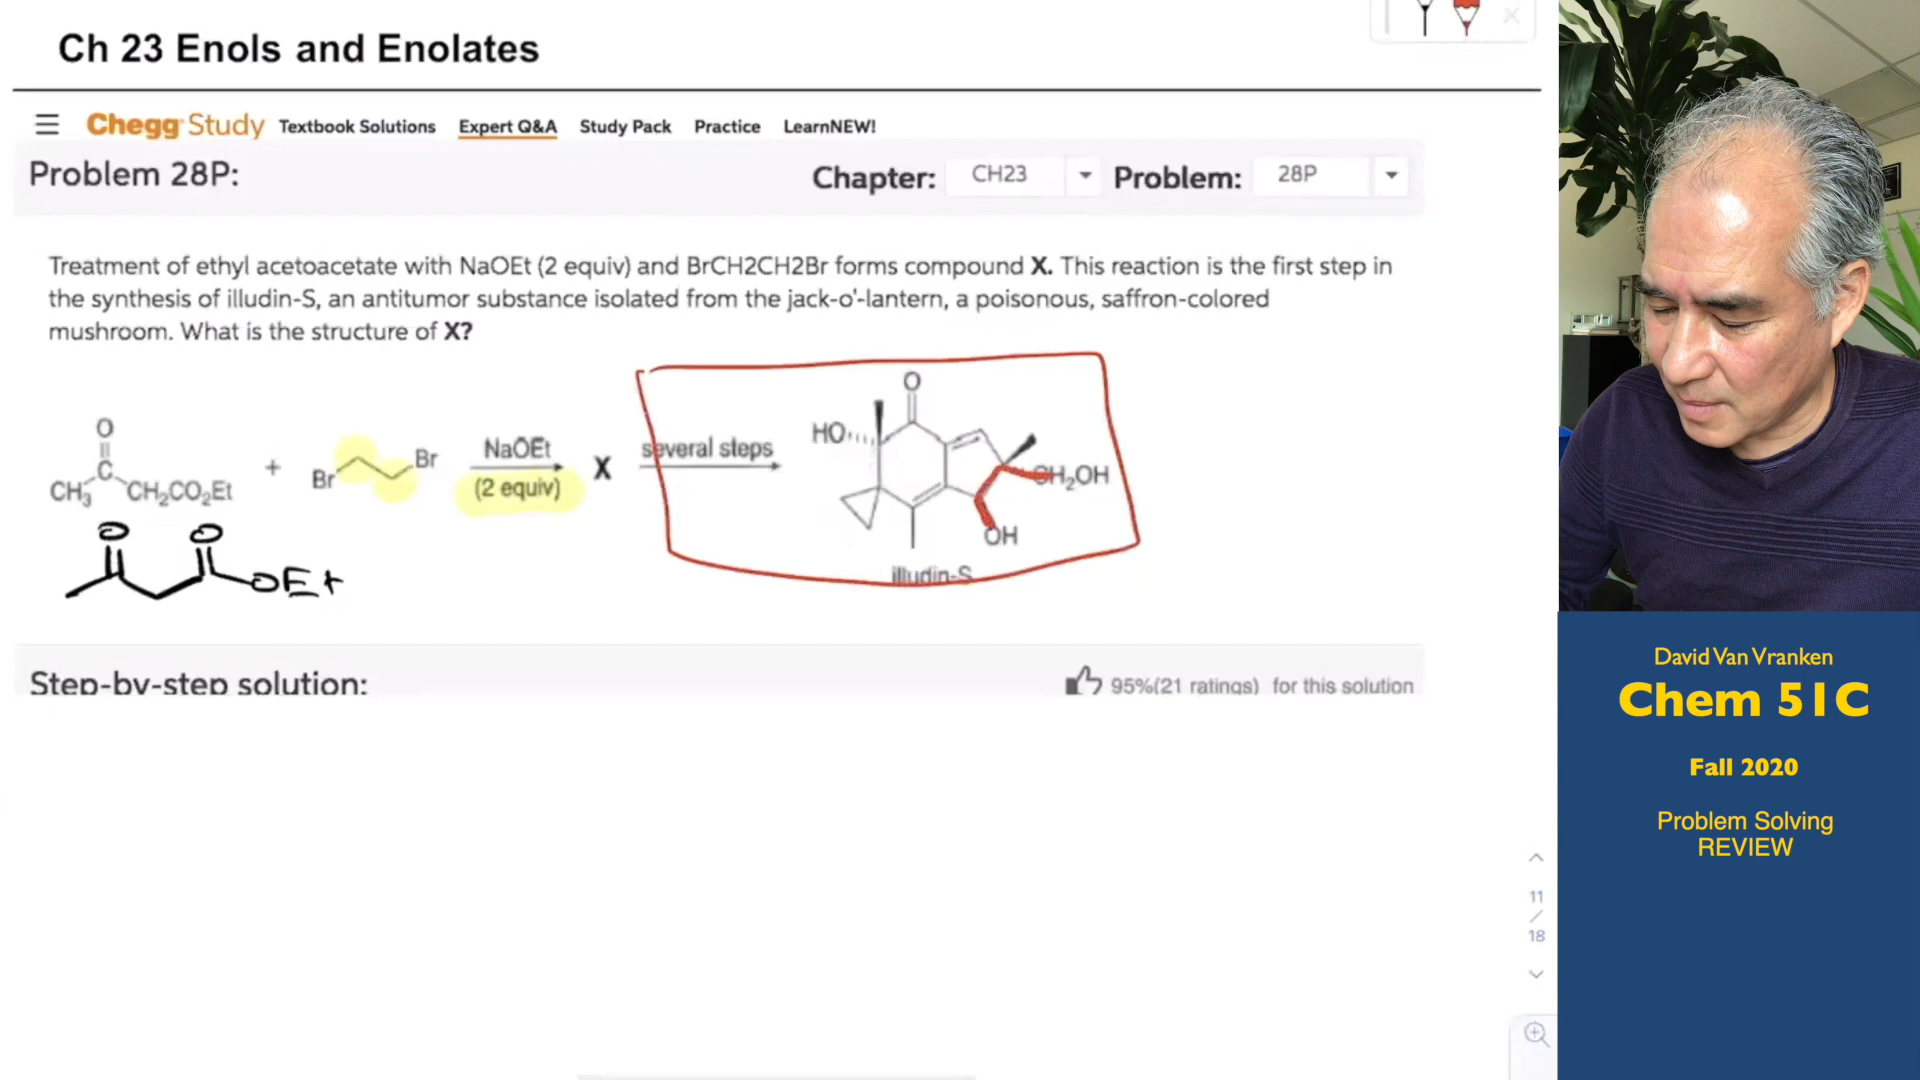 Ch 23 Enols and Enolates
Chegg Study Textbook Solutions Expert Q&A Study Pack Practice LearnNEW!
Problem 28P:
Chapter: CH23 Problem: 28P
Treatment of ethyl acetoacetate with NaOEt (2 equiv) and BrCH2CH2Br forms compound X. This reaction is the first step in
the synthesis of illudin-S, an antitumor substance isolated from the jack-o'-lantern, a poisonous, saffron-colored
mushroom. What is the structure of X?
O
C
CH3 CH2CO2Et
+
Br Br
NaOEt
(2 equiv)
X
several steps
O
HO
CH2OH
OH
illudin-S
O O
OEt
Step-by-step solution:
95%(21 ratings) for this solution
David Van Vranken
Chem 51C
Fall 2020
Problem Solving
REVIEW
11
/
18